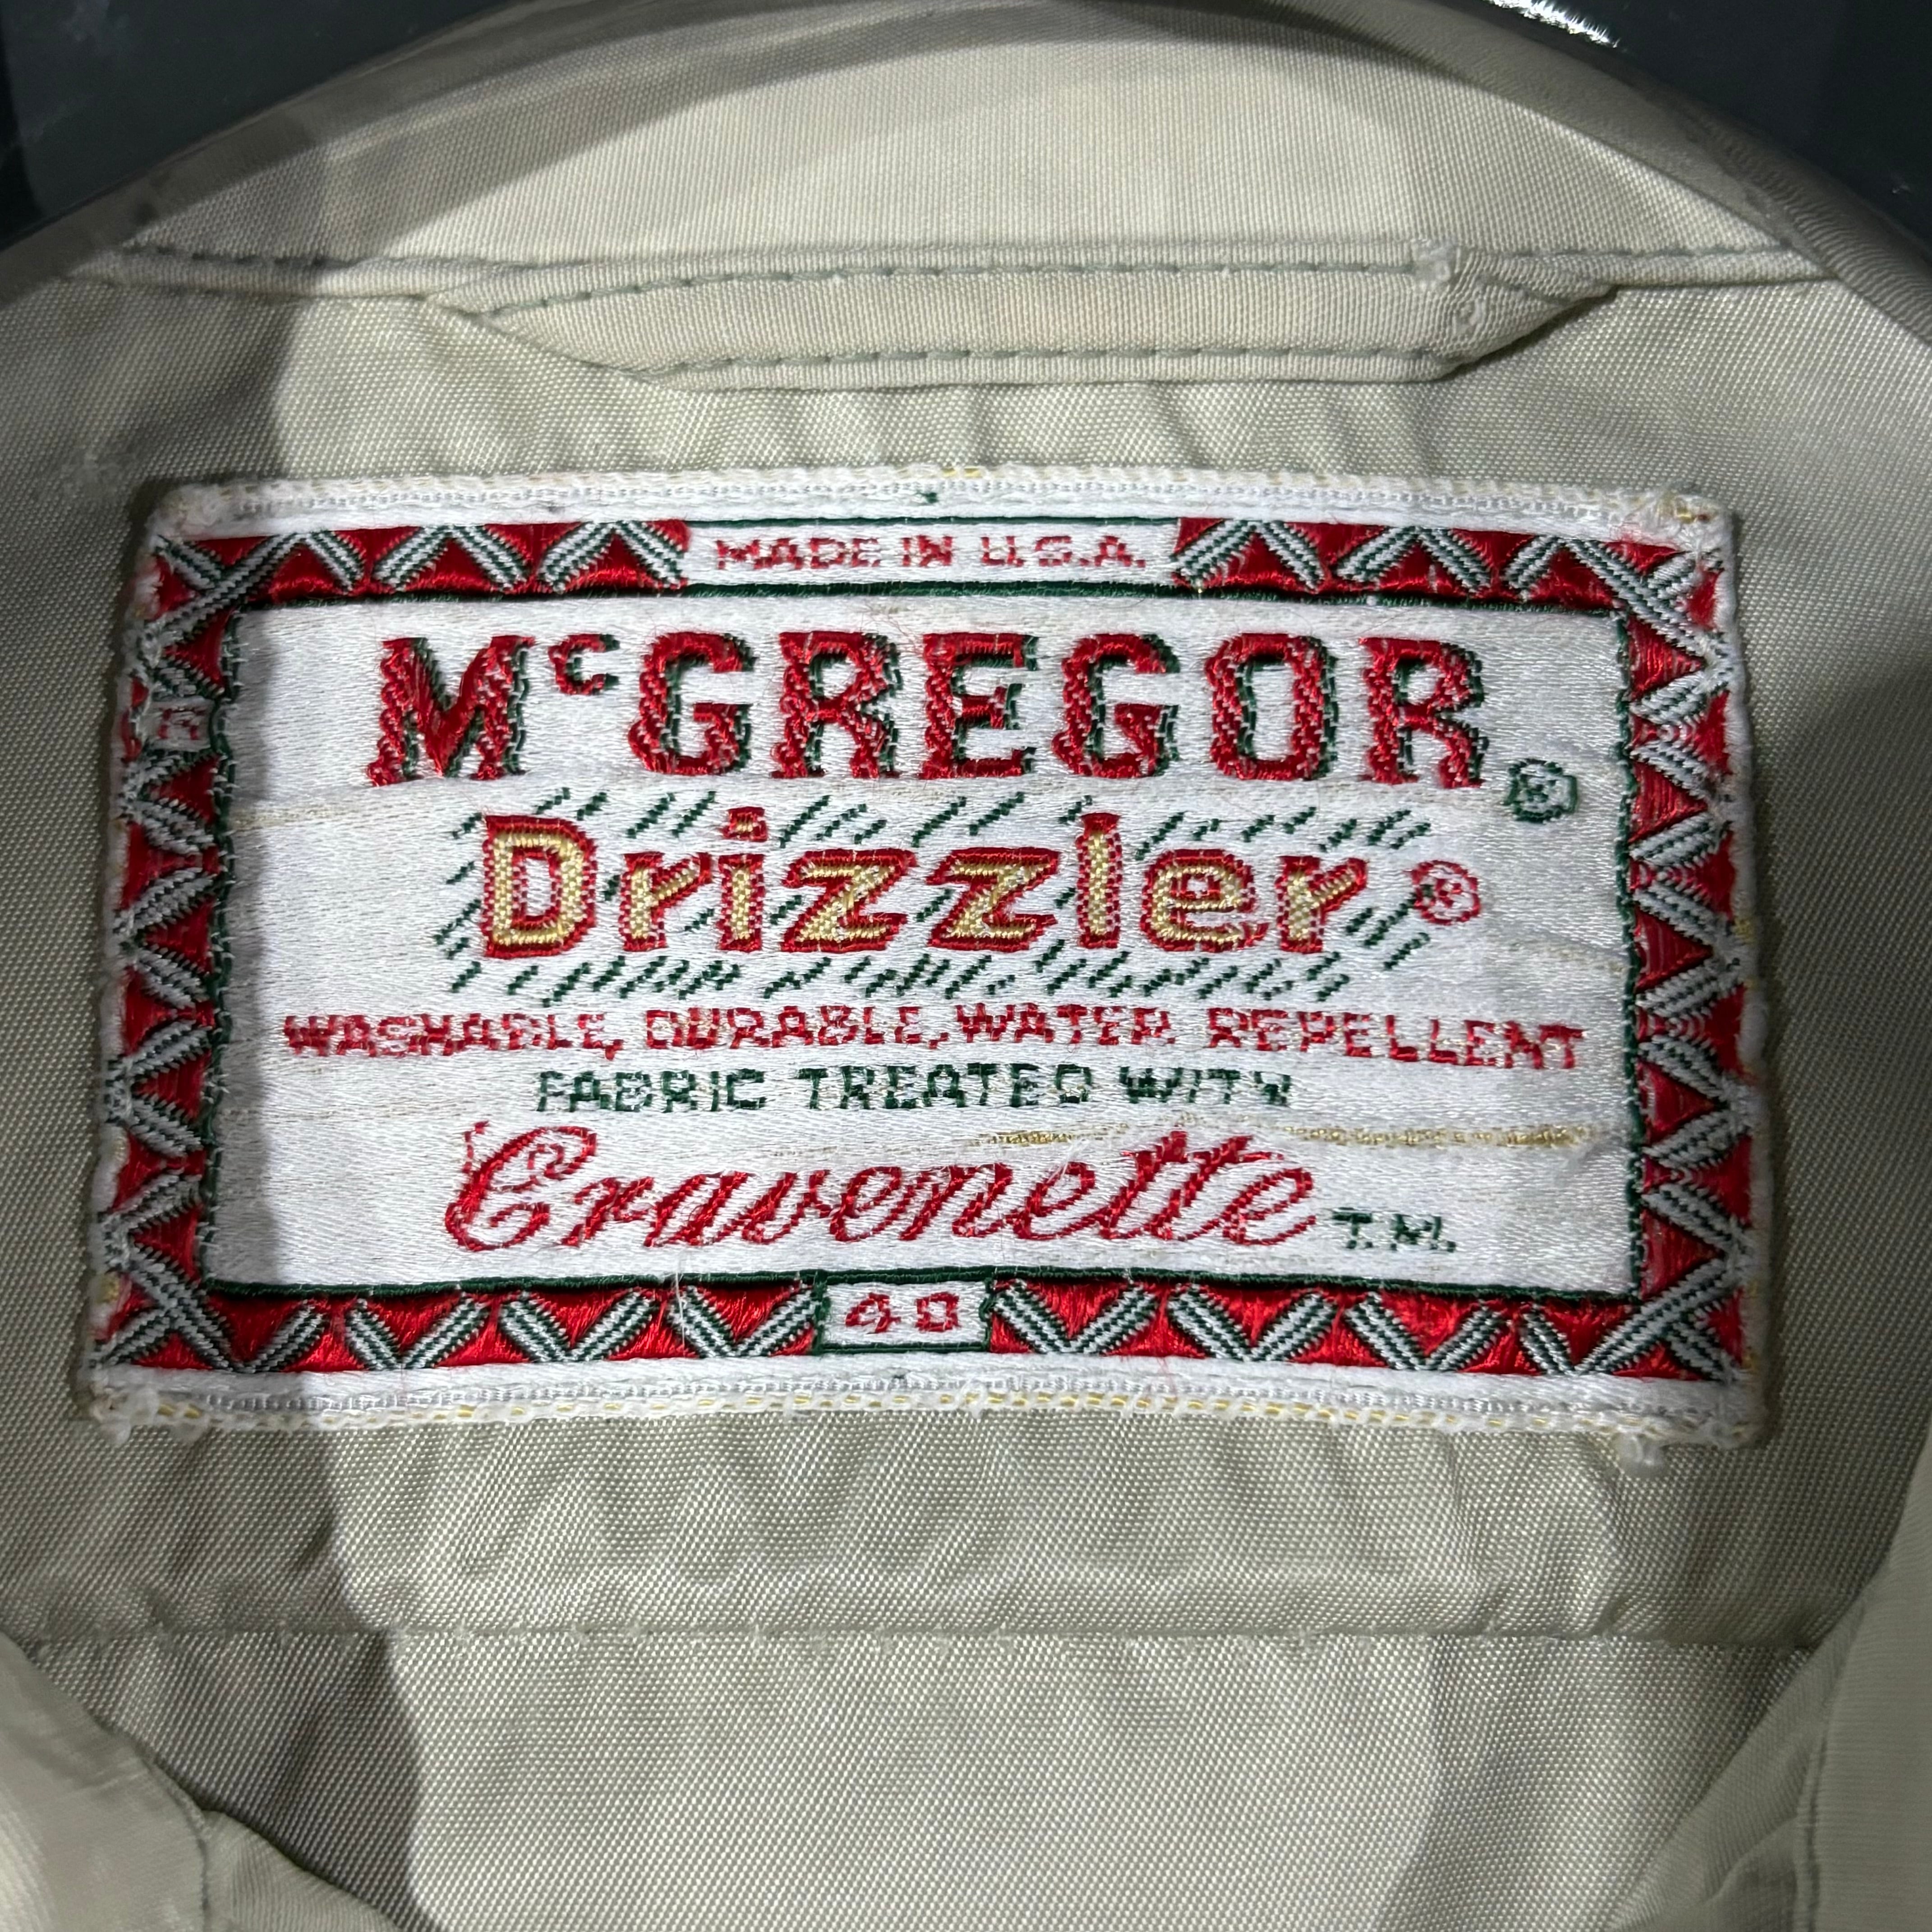 MADE IN U.S.A.
McGREGOR®
Drizzler®
WASHABLE, DURABLE, WATER REPELLENT
FABRIC TREATED WITH
Cravenette T.M.
40
R